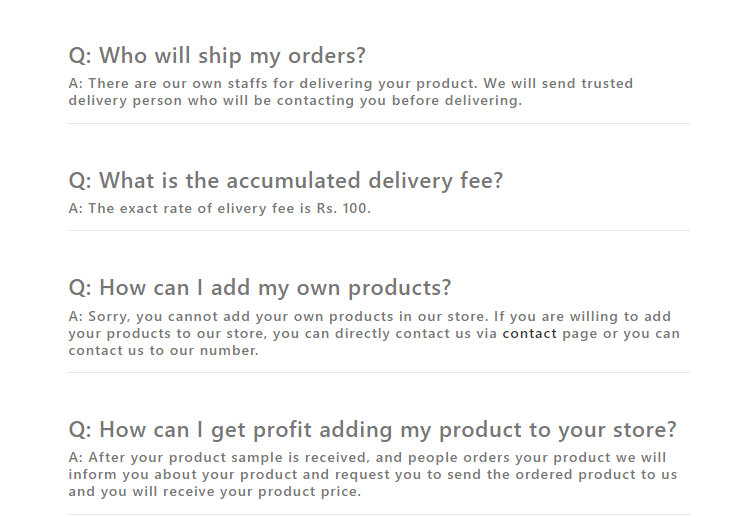 Q: Who will ship my orders?
A: There are our own staffs for delivering your product. We will send trusted
delivery person who will be contacting you before delivering.
Q: What is the accumulated delivery fee?
A: The exact rate of elivery fee is Rs. 100.
Q: How can I add my own products?
A: Sorry, you cannot add your own products in our store. If you are willing to add
your products to our store, you can directly contact us via contact page or you can
contact us to our number.
Q: How can I get profit adding my product to your store?
A: After your product sample is received, and people orders your product we will
inform you about your product and request you to send the ordered product to us
and you will receive your product price.